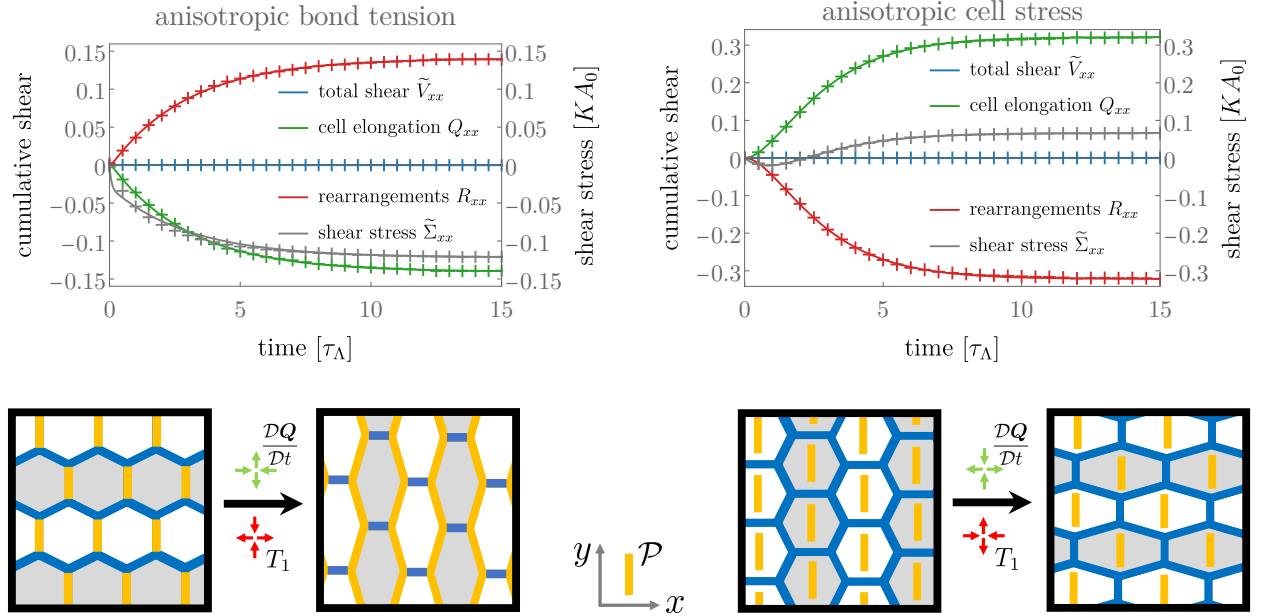 anisotropic bond tension
0.15
0.1
0.05
0
−0.05
−0.1
−0.15
cumulative shear
total shear Ṽxx
cell elongation Qxx
rearrangements Rxx
shear stress Σ̃xx
0.15
0.10
0.05
0
−0.05
−0.1
−0.15
shear stress [K A0]
0 5 10 15
time [τΛ]
anisotropic cell stress
0.3
0.2
0.1
0
−0.1
−0.2
−0.3
cumulative shear
total shear Ṽxx
cell elongation Qxx
rearrangements Rxx
shear stress Σ̃xx
0.3
0.2
0.1
0
−0.1
−0.2
−0.3
shear stress [K A0]
0 5 10 15
time [τΛ]
𝒟Q
𝒟t
T1
y
𝒫
x
𝒟Q
𝒟t
T1